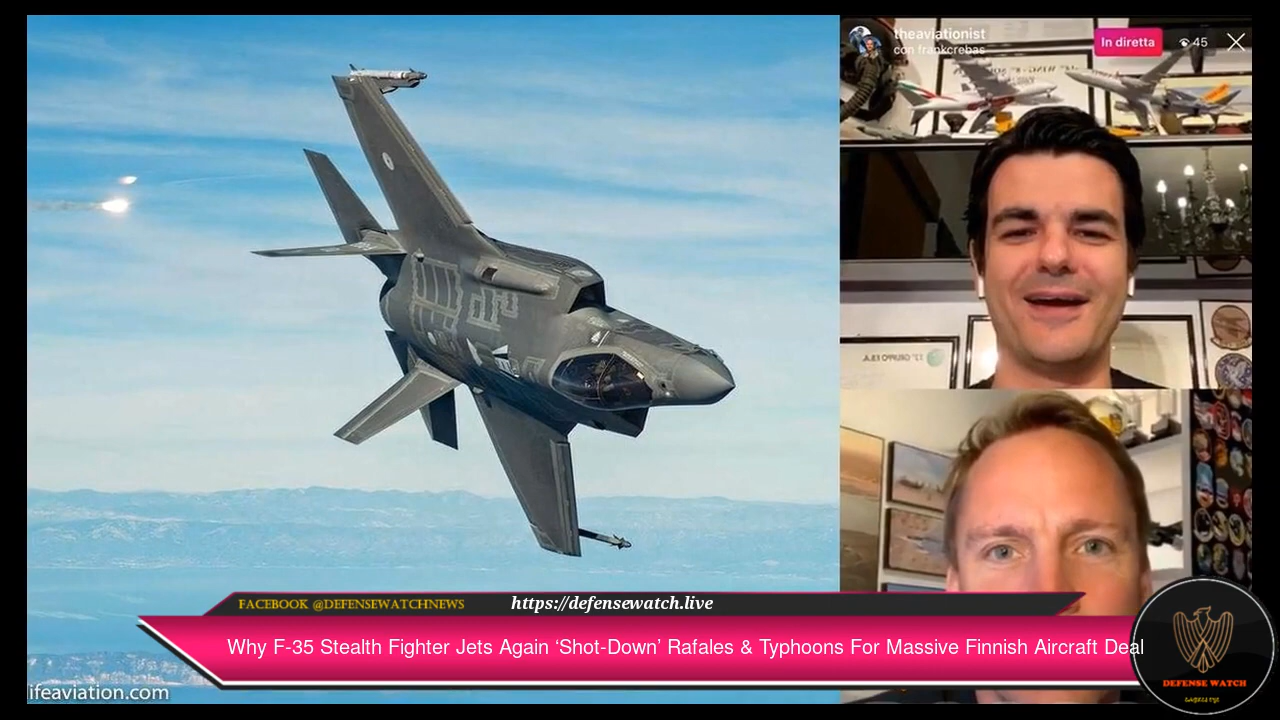 theaviationist
con frankcrebas
In diretta
45
FACEBOOK @DEFENSEWATCHNEWS
https://defensewatch.live
Why F-35 Stealth Fighter Jets Again ‘Shot-Down’ Rafales & Typhoons For Massive Finnish Aircraft Deal
DEFENSE WATCH
ifeaviation.com